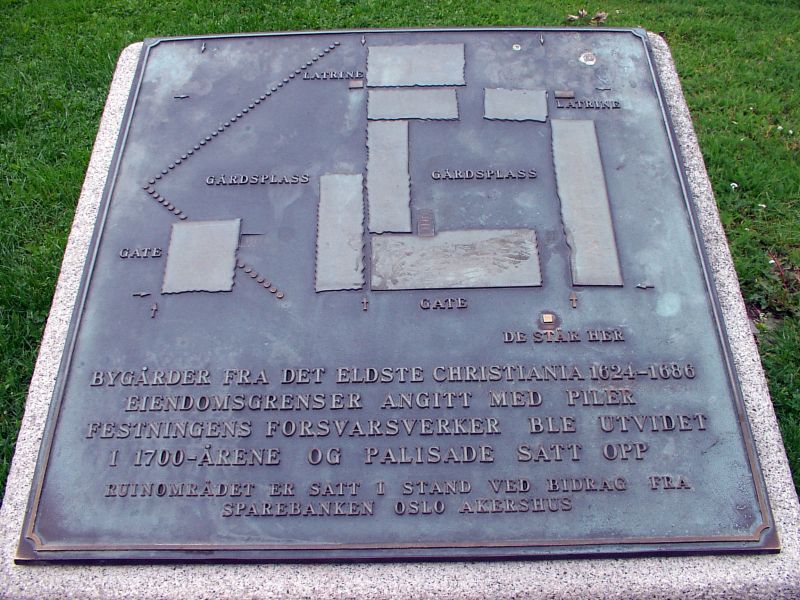 LATRINE
LATRINE
GÅRDSPLASS
GÅRDSPLASS
GATE
GATE
DE STÅR HER
BYGÅRDER FRA DET ELDSTE CHRISTIANIA 1624-1686
EIENDOMSGRENSER ANGITT MED PILER
FESTNINGENS FORSVARSVERKER BLE UTVIDET
I 1700-ÅRENE OG PALISADE SATT OPP
RUINOMRÅDET ER SATT I STAND VED BIDRAG FRA
SPAREBANKEN OSLO AKERSHUS